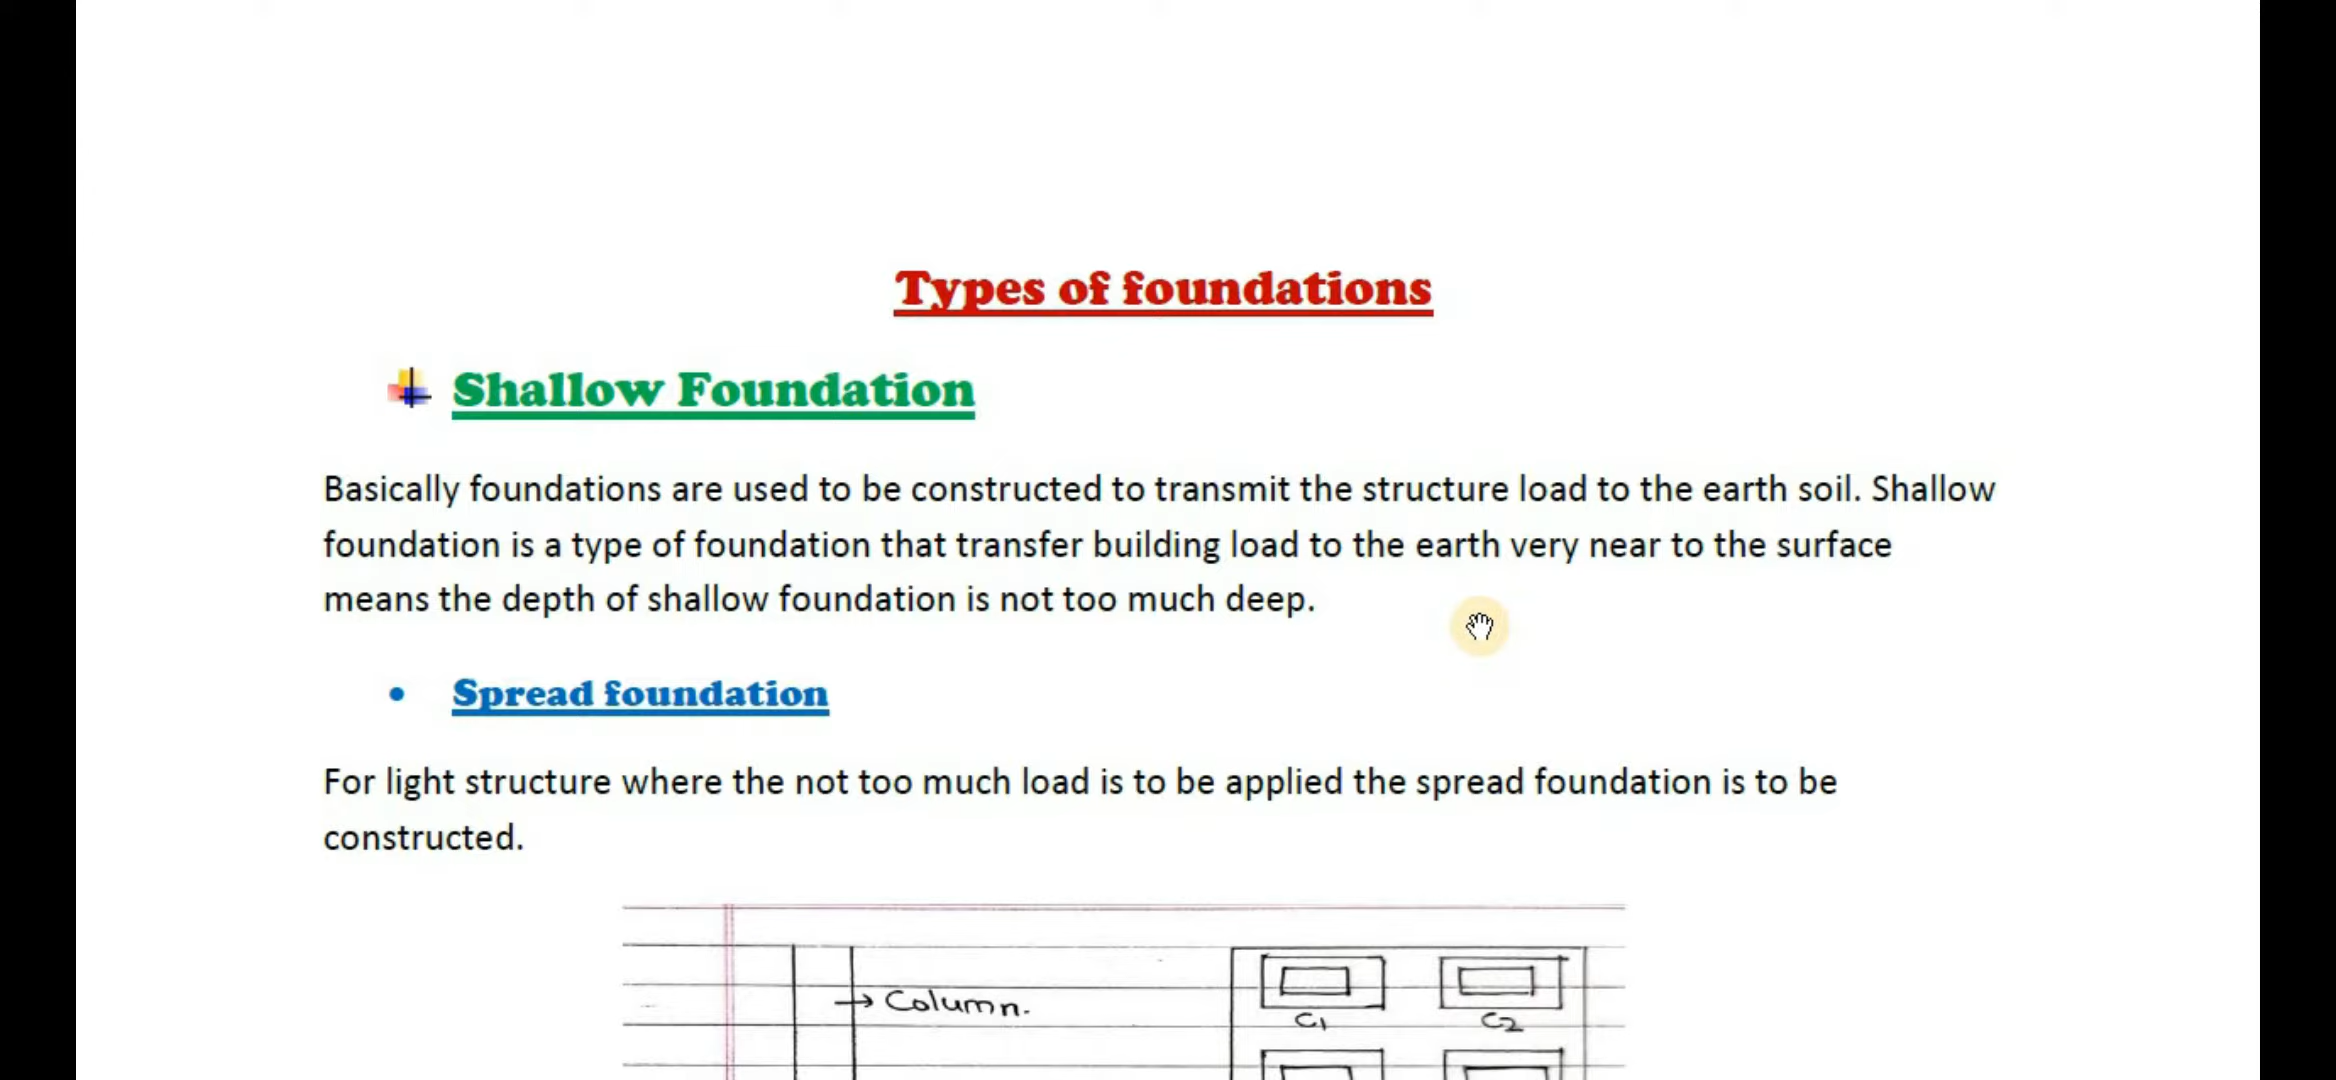 Types of foundations
Shallow Foundation
Basically foundations are used to be constructed to transmit the structure load to the earth soil. Shallow
foundation is a type of foundation that transfer building load to the earth very near to the surface
means the depth of shallow foundation is not too much deep.
• Spread foundation
For light structure where the not too much load is to be applied the spread foundation is to be
constructed.
→ Column.
C1 C2